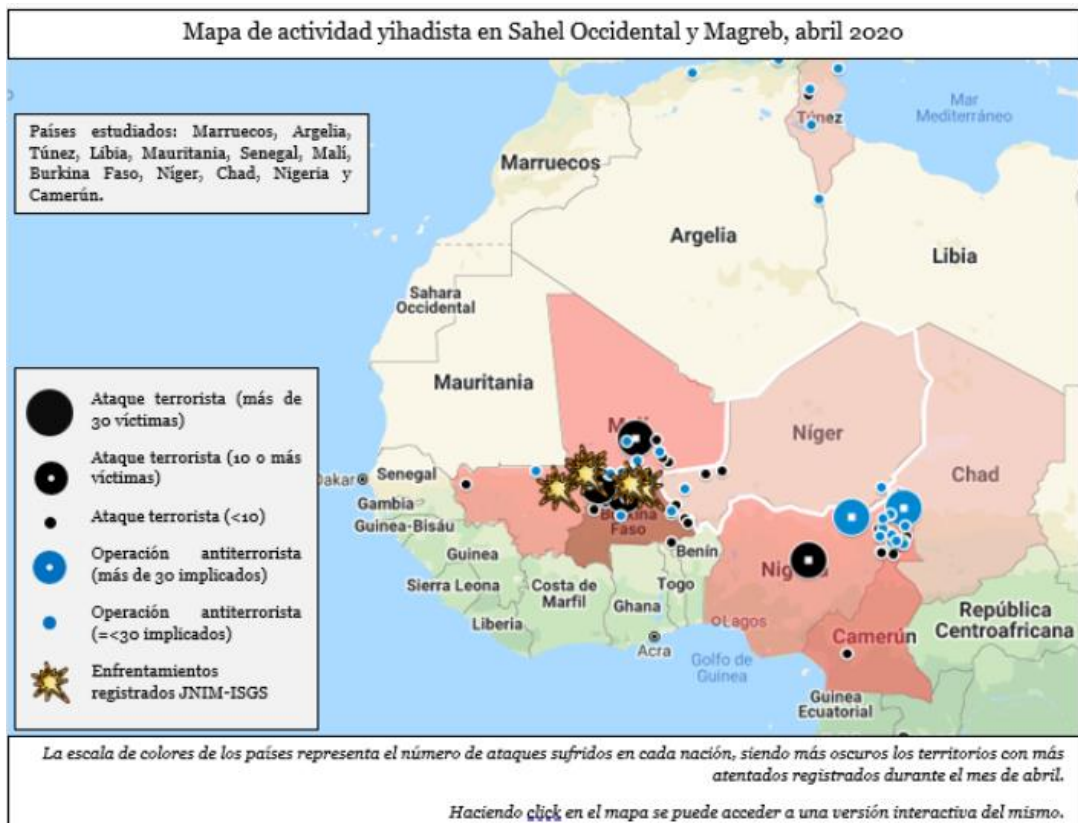 Mapa de actividad yihadista en Sahel Occidental y Magreb, abril 2020
Países estudiados: Marruecos, Argelia,
Túnez, Líbia, Mauritania, Senegal, Malí,
Burkina Faso, Níger, Chad, Nigeria y
Camerún.
Mar
Mediterráneo
Túnez
Marruecos
Argelia
Libia
Sahara
Occidental
Mauritania
Níger
Chad
Dakar
Senegal
Gambia
Guinea-Bisáu
Guinea
Sierra Leona
Liberia
Costa de
Marfil
Burkina
Faso
Ghana
Togo
Benín
Acra
Lagos
Golfo de
Guinea
Camerún
Guinea
Ecuatorial
República
Centroafricana
Ataque terrorista (más de
30 víctimas)
Ataque terrorista (10 o más
víctimas)
Ataque terrorista (<10)
Operación antiterrorista
(más de 30 implicados)
Operación antiterrorista
(=<30 implicados)
Enfrentamientos
registrados JNIM-ISGS
La escala de colores de los países representa el número de ataques sufridos en cada nación, siendo más oscuros los territorios con más
atentados registrados durante el mes de abril.
Haciendo click en el mapa se puede acceder a una versión interactiva del mismo.